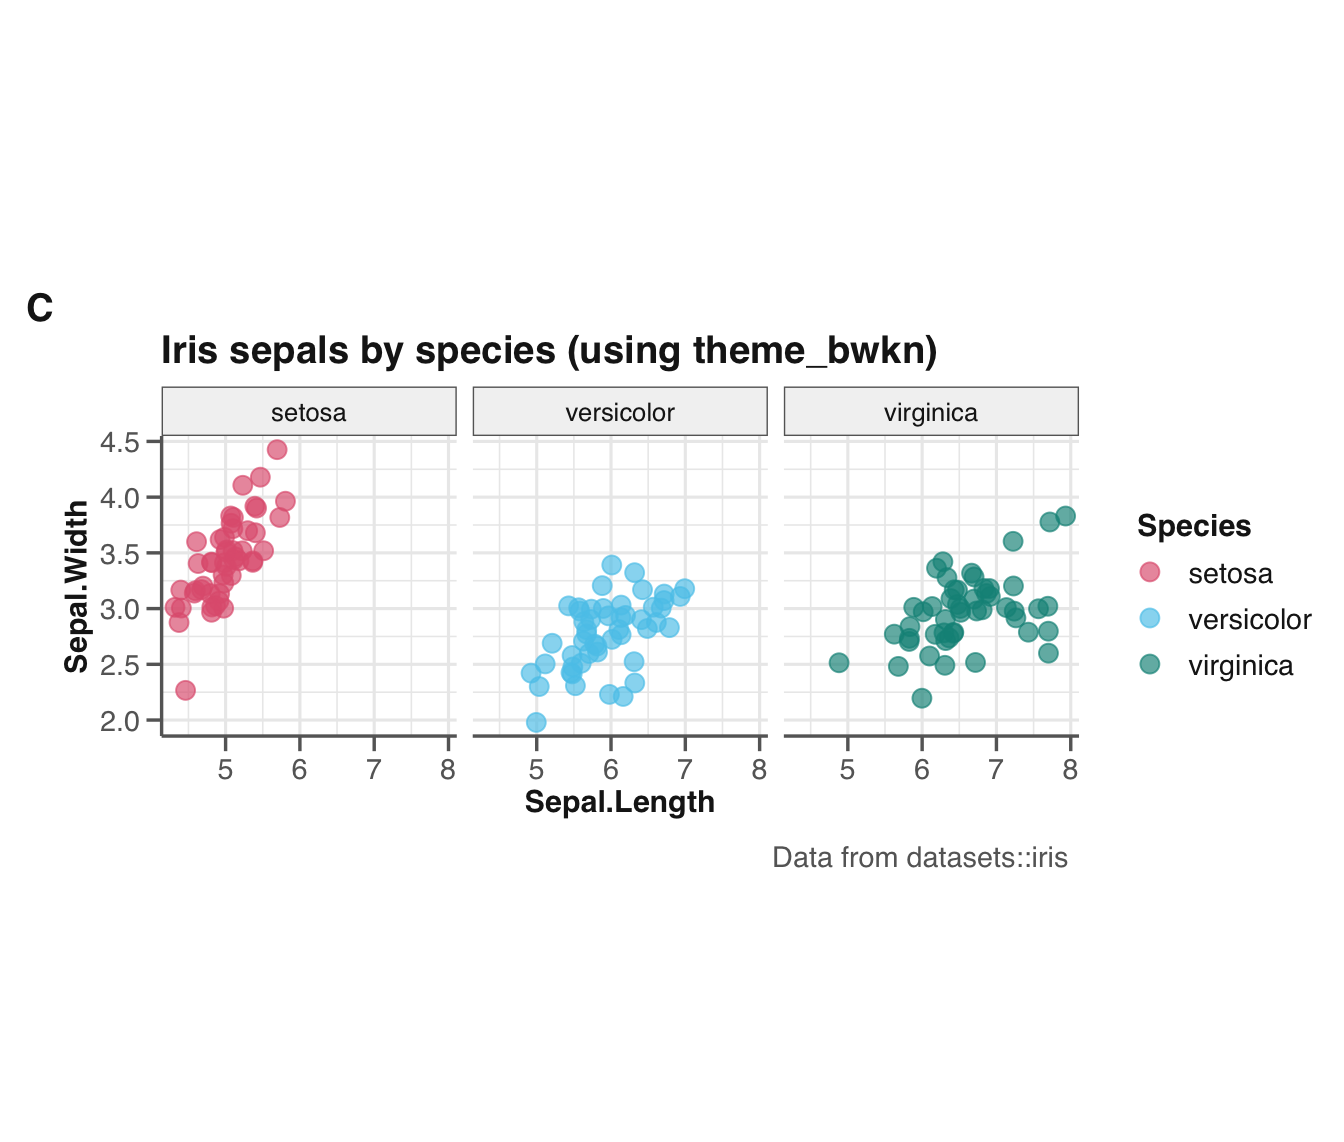 C
Iris sepals by species (using theme_bwkn)
setosa versicolor virginica
4.5
4.0
3.5
3.0
2.5
2.0
Sepal.Width
5 6 7 8 5 6 7 8 5 6 7 8
Sepal.Length
Species
setosa
versicolor
virginica
Data from datasets::iris